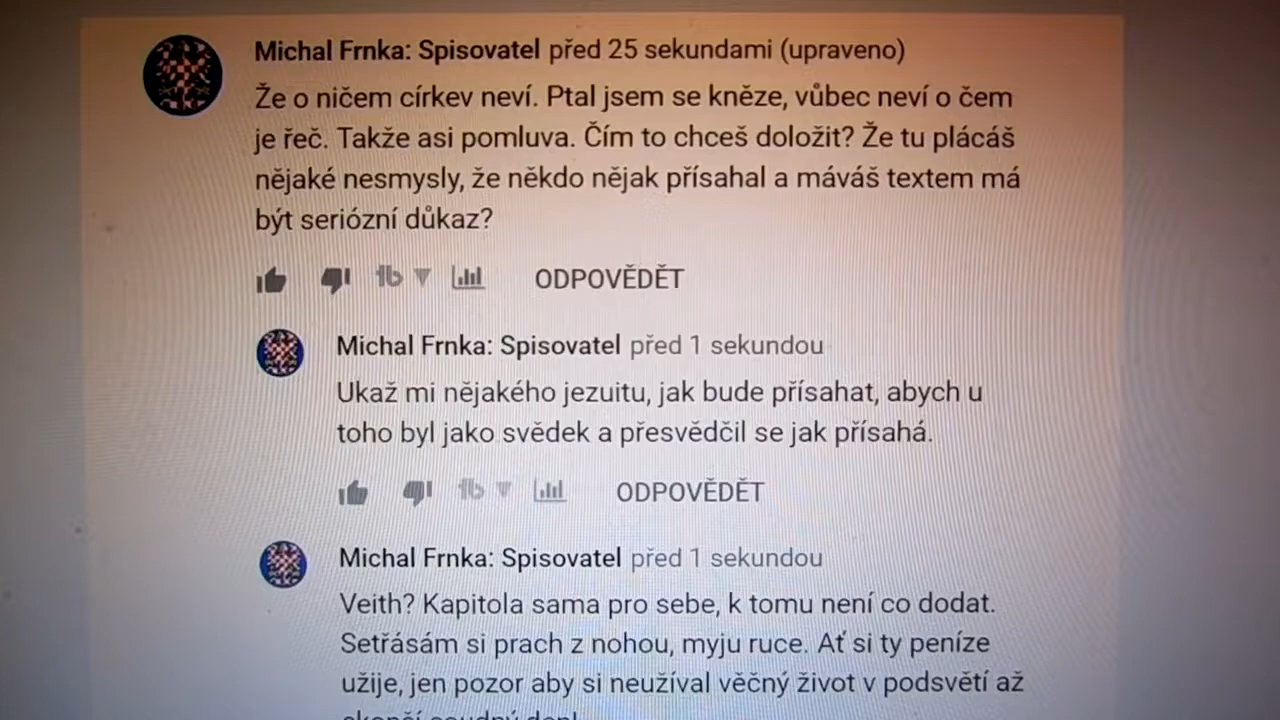 Michal Frnka: Spisovatel před 25 sekundami (upraveno)
Že o ničem církev neví. Ptal jsem se kněze, vůbec neví o čem
je řeč. Takže asi pomluva. Čím to chceš doložit? Že tu plácáš
nějaké nesmysly, že někdo nějak přísahal a máváš textem má
být seriózní důkaz?
ODPOVĚDĚT
Michal Frnka: Spisovatel před 1 sekundou
Ukaž mi nějakého jezuitu, jak bude přísahat, abych u
toho byl jako svědek a přesvědčil se jak přísahá.
ODPOVĚDĚT
Michal Frnka: Spisovatel před 1 sekundou
Veith? Kapitola sama pro sebe, k tomu není co dodat.
Setřásám si prach z nohou, myju ruce. Ať si ty peníze
užije, jen pozor aby si neužíval věčný život v podsvětí až